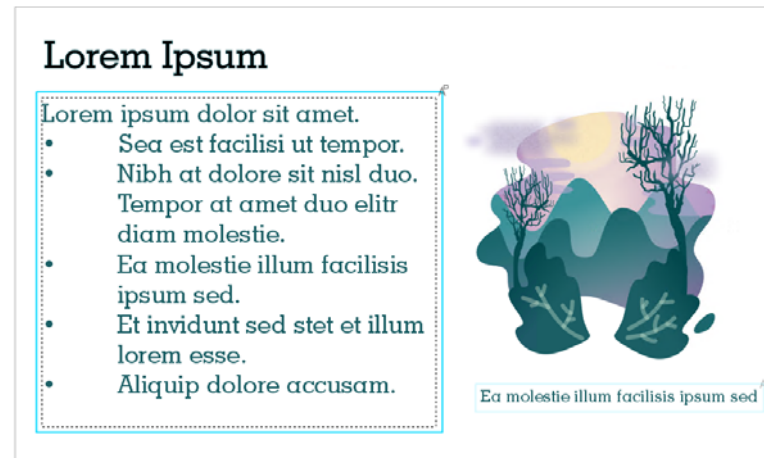 Lorem Ipsum
Lorem ipsum dolor sit amet.
• Sea est facilisi ut tempor.
• Nibh at dolore sit nisl duo.
Tempor at amet duo elitr
diam molestie.
• Ea molestie illum facilisis
ipsum sed.
• Et invidunt sed stet et illum
lorem esse.
• Aliquip dolore accusam.
Ea molestie illum facilisis ipsum sed